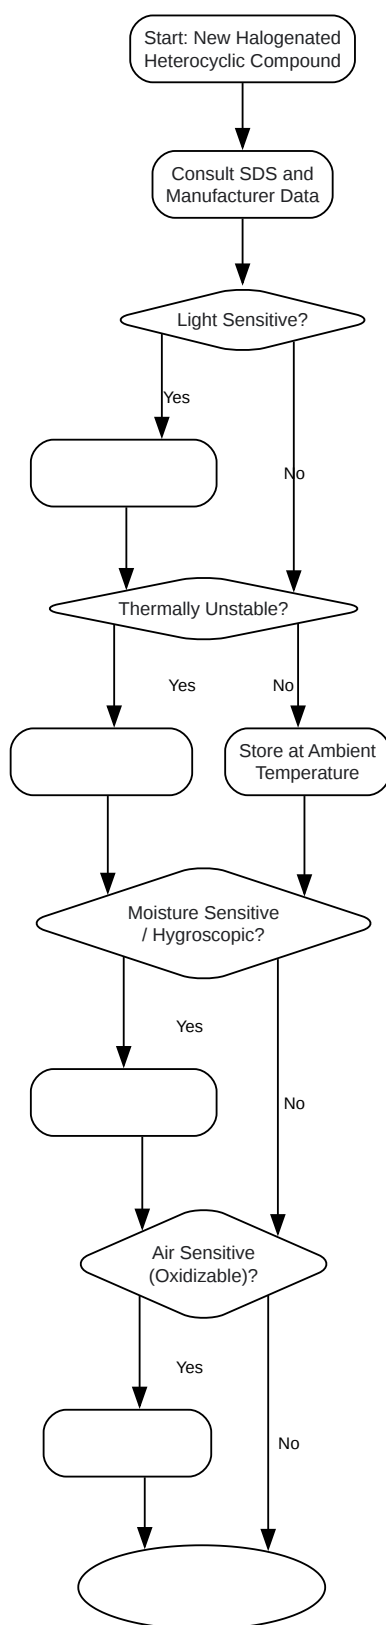 Start: New Halogenated
Heterocyclic Compound
Consult SDS and
Manufacturer Data
Light Sensitive?
Yes
No
Thermally Unstable?
Yes
No
Store at Ambient
Temperature
Moisture Sensitive
/ Hygroscopic?
Yes
No
Air Sensitive
(Oxidizable)?
Yes
No